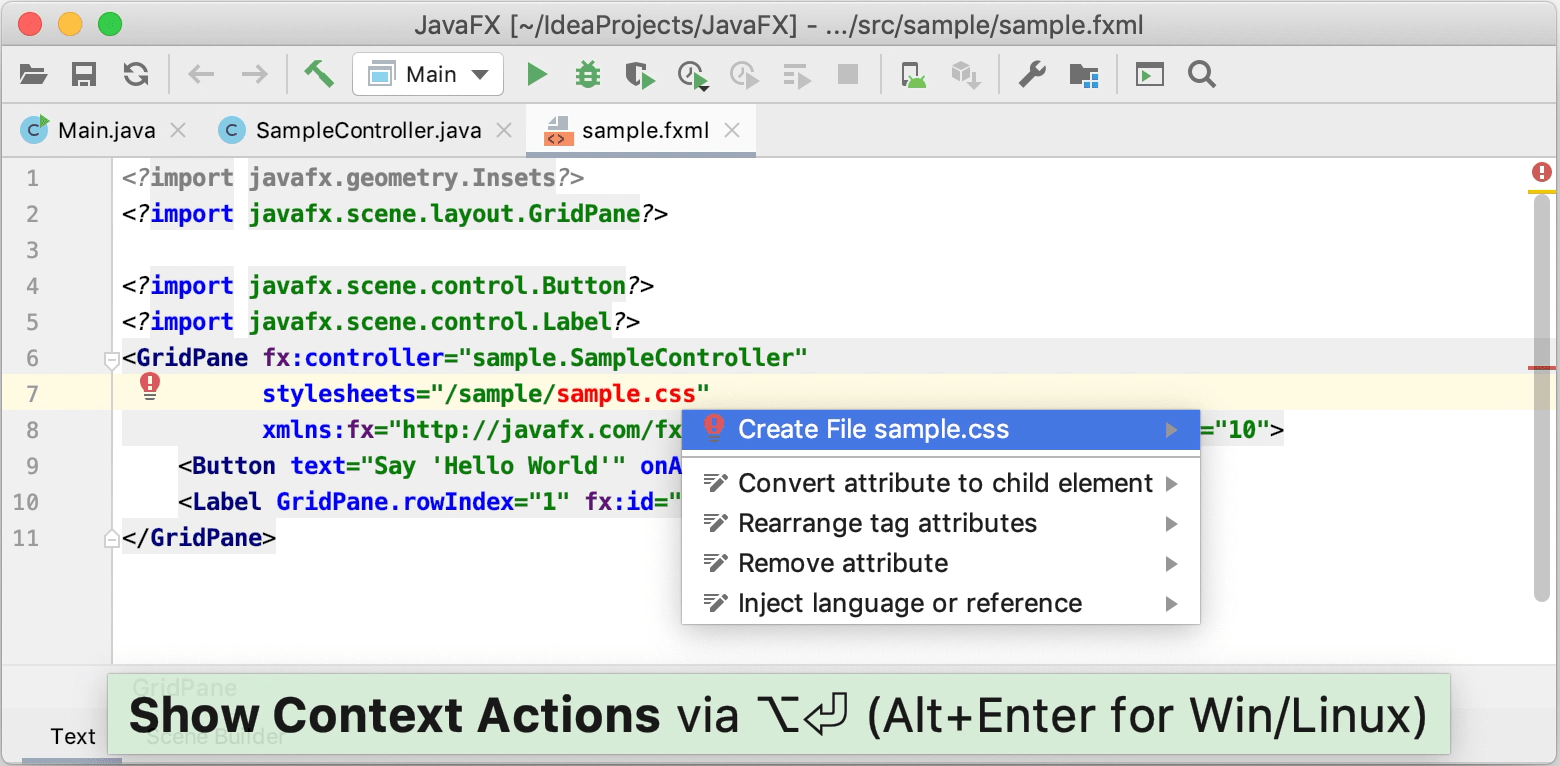 JavaFX [~/IdeaProjects/JavaFX] - .../src/sample/sample.fxml
Main
Main.java
SampleController.java
sample.fxml
1 <?import javafx.geometry.Insets?>
2 <?import javafx.scene.layout.GridPane?>
3
4 <?import javafx.scene.control.Button?>
5 <?import javafx.scene.control.Label?>
6 <GridPane fx:controller="sample.SampleController"
7 stylesheets="/sample/sample.css"
8 xmlns:fx="http://javafx.com/fx ="10">
9 <Button text="Say 'Hello World'" onA
10 <Label GridPane.rowIndex="1" fx:id="
11 </GridPane>
Create File sample.css
Convert attribute to child element
Rearrange tag attributes
Remove attribute
Inject language or reference
GridPane
Show Context Actions via ⌥⏎ (Alt+Enter for Win/Linux)
Text
Scene Builder